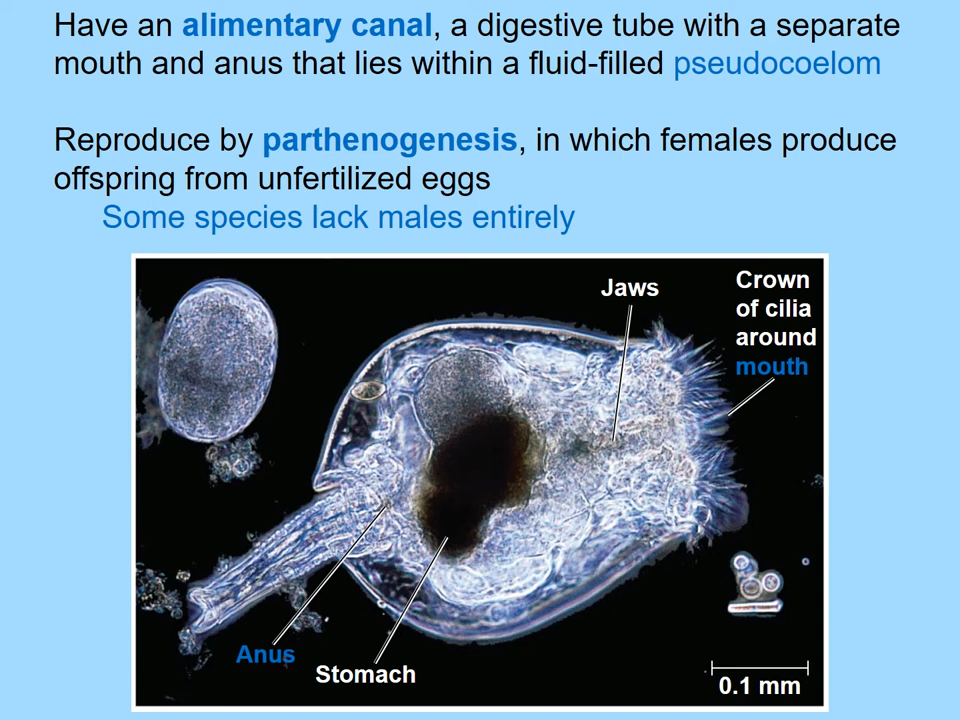 Have an alimentary canal, a digestive tube with a separate
mouth and anus that lies within a fluid-filled pseudocoelom
Reproduce by parthenogenesis, in which females produce
offspring from unfertilized eggs
Some species lack males entirely
Jaws
Crown
of cilia
around
mouth
Anus
Stomach
0.1 mm